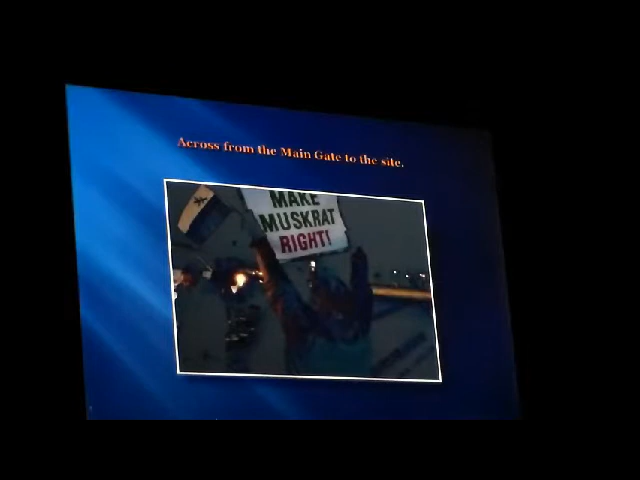 Across from the Main Gate to the site.
MAKE
MUSKRAT
RIGHT!